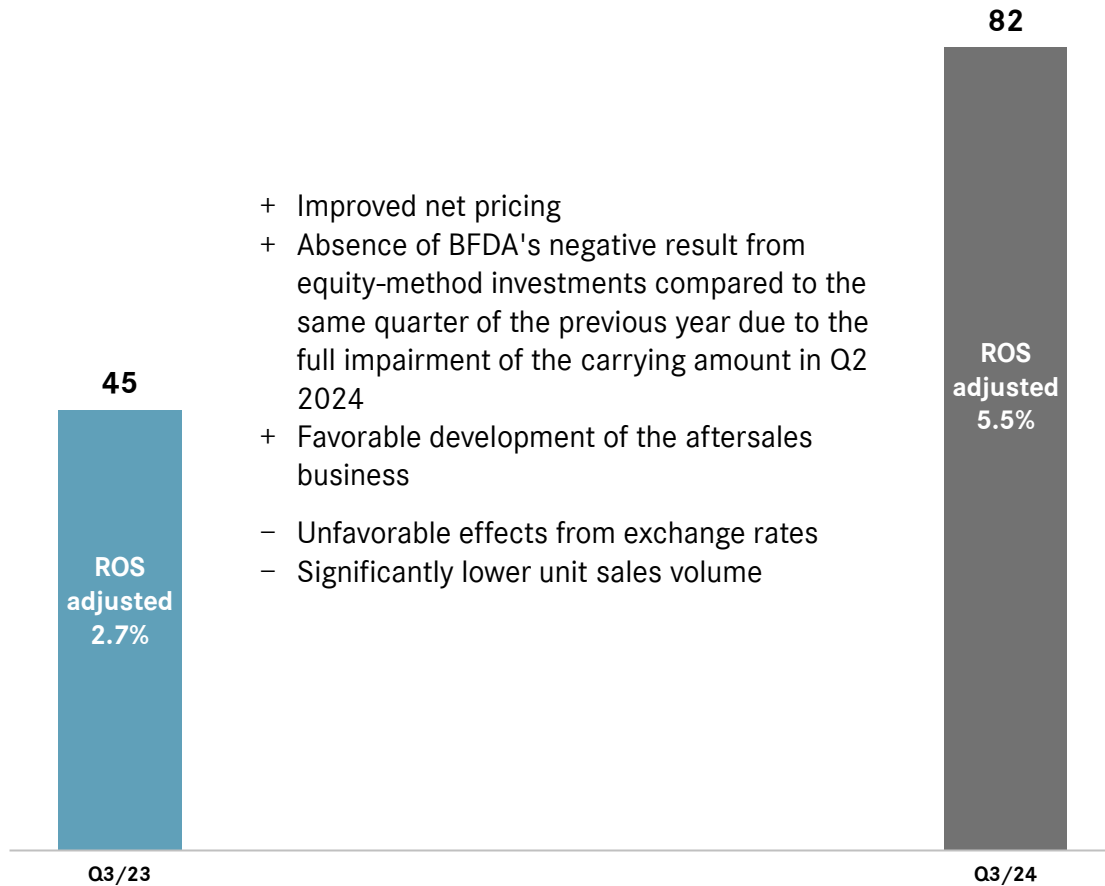 82
+ Improved net pricing
+ Absence of BFDA's negative result from
equity-method investments compared to the
same quarter of the previous year due to the
full impairment of the carrying amount in Q2
2024
+ Favorable development of the aftersales
business
– Unfavorable effects from exchange rates
– Significantly lower unit sales volume
45
ROS
adjusted
2.7%
ROS
adjusted
5.5%
Q3/23
Q3/24